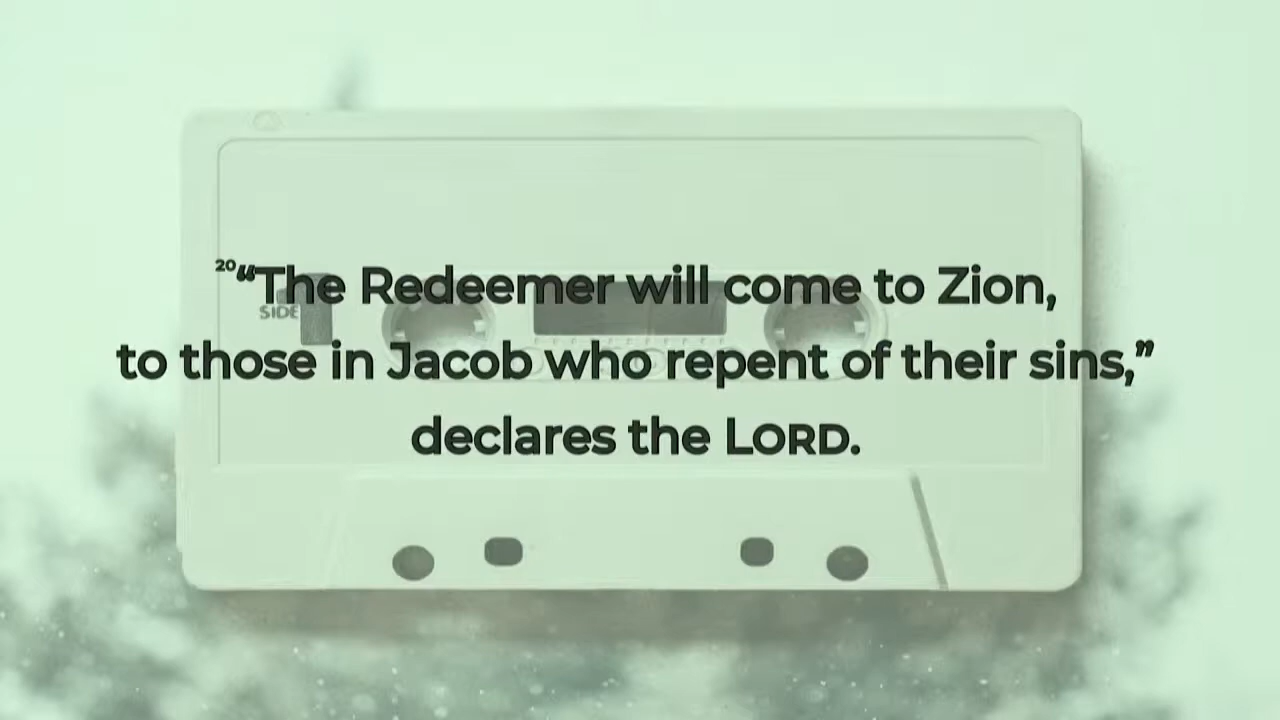 20“The Redeemer will come to Zion,
SIDE
to those in Jacob who repent of their sins,”
declares the LORD.